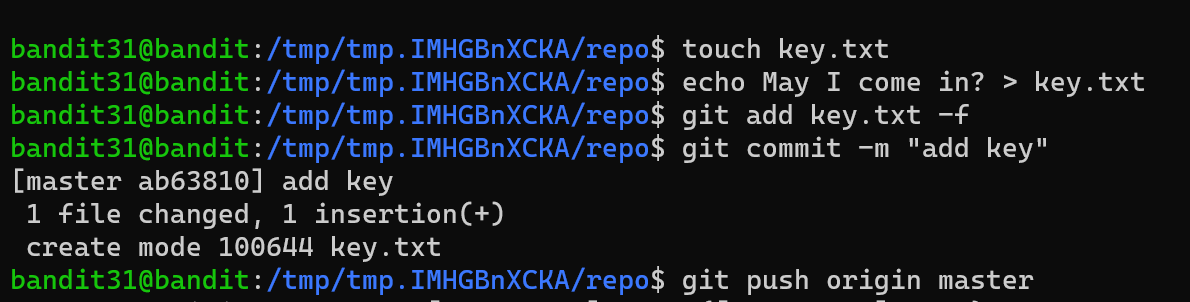 bandit31@bandit:/tmp/tmp.IMHGBnXCKA/repo$ touch key.txt
bandit31@bandit:/tmp/tmp.IMHGBnXCKA/repo$ echo May I come in? > key.txt
bandit31@bandit:/tmp/tmp.IMHGBnXCKA/repo$ git add key.txt -f
bandit31@bandit:/tmp/tmp.IMHGBnXCKA/repo$ git commit -m "add key"
[master ab63810] add key
 1 file changed, 1 insertion(+)
 create mode 100644 key.txt
bandit31@bandit:/tmp/tmp.IMHGBnXCKA/repo$ git push origin master